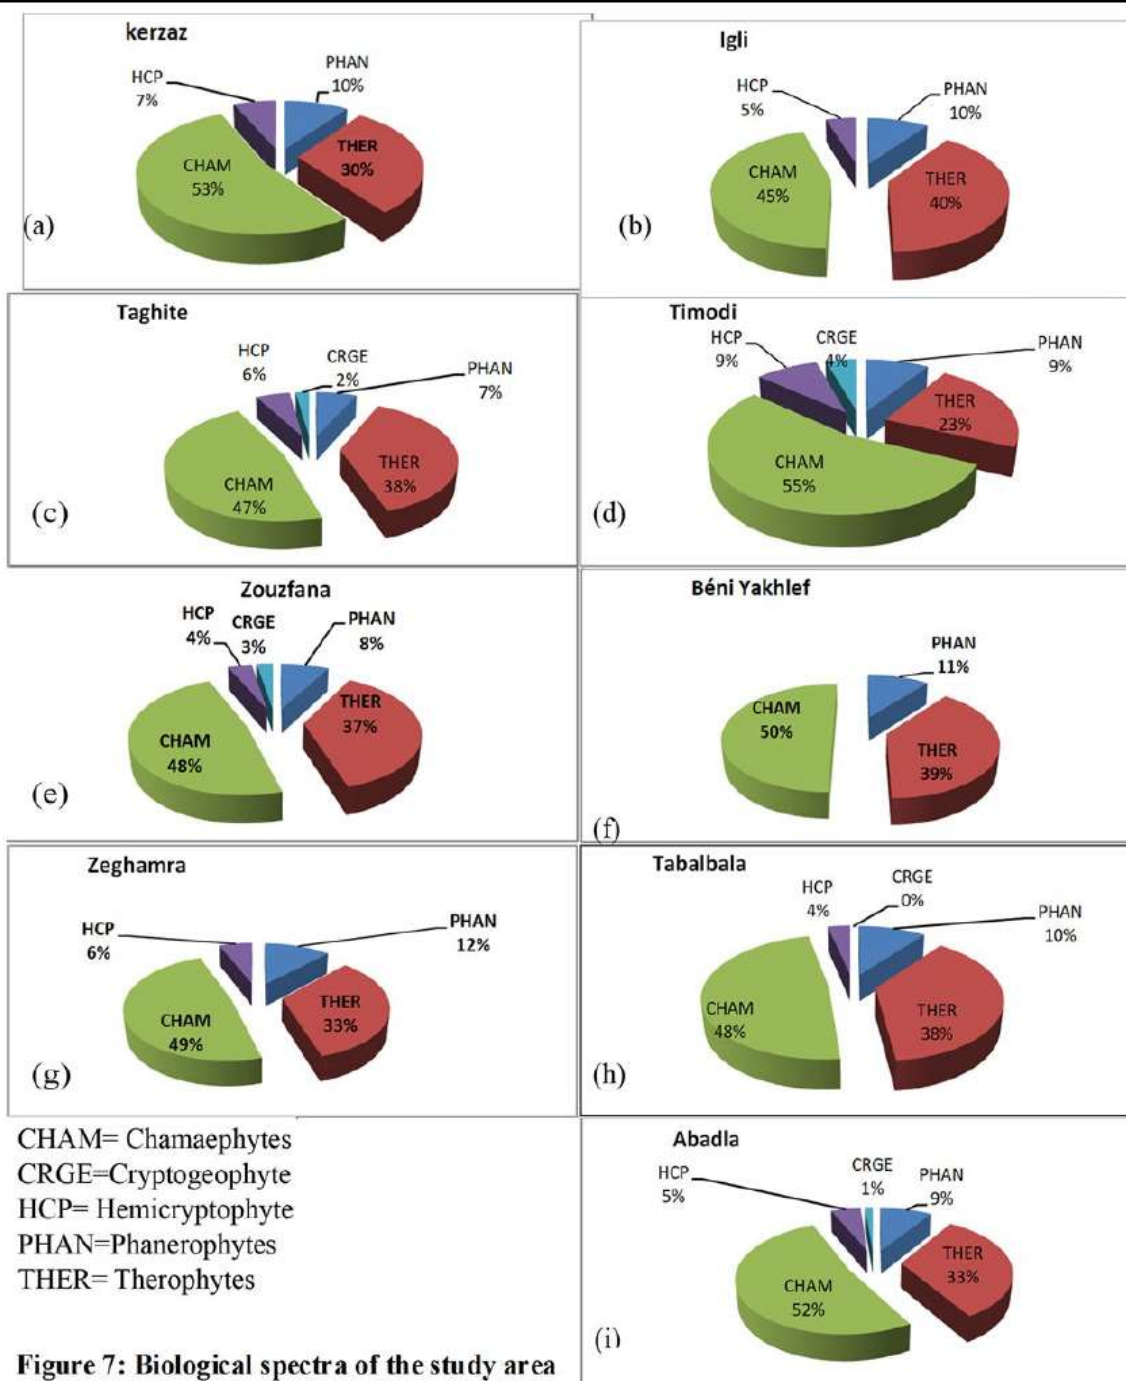 kerzaz
HCP
7%
PHAN
10%
THER
30%
CHAM
53%
(a)
Igli
HCP
5%
PHAN
10%
THER
40%
CHAM
45%
(b)
Taghite
HCP
6%
CRGE
2%
PHAN
7%
THER
38%
CHAM
47%
(c)
Timodi
HCP
9%
CRGE
4%
PHAN
9%
THER
23%
CHAM
55%
(d)
Zouzfana
HCP
4%
CRGE
3%
PHAN
8%
THER
37%
CHAM
48%
(e)
Béni Yakhlef
PHAN
11%
CHAM
50%
THER
39%
(f)
Zeghamra
HCP
6%
PHAN
12%
THER
33%
CHAM
49%
(g)
Tabalbala
HCP
4%
CRGE
0%
PHAN
10%
CHAM
48%
THER
38%
(h)
CHAM= Chamaephytes
CRGE=Cryptogeophyte
HCP= Hemicryptophyte
PHAN=Phanerophytes
THER= Therophytes
Abadla
HCP
5%
CRGE
1%
PHAN
9%
THER
33%
CHAM
52%
(i)
Figure 7: Biological spectra of the study area